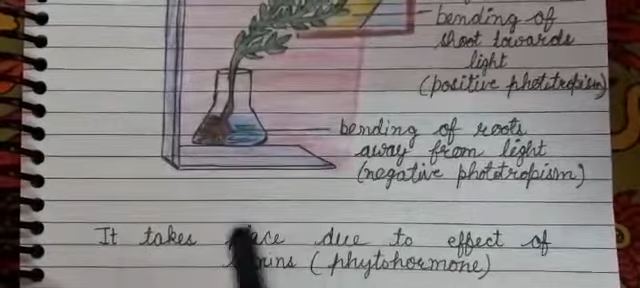 bending of
shoot towards
light
(positive phototropism)
bending of roots
away from light
(negative phototropism)
It takes place due to effect of
(phytohormone)